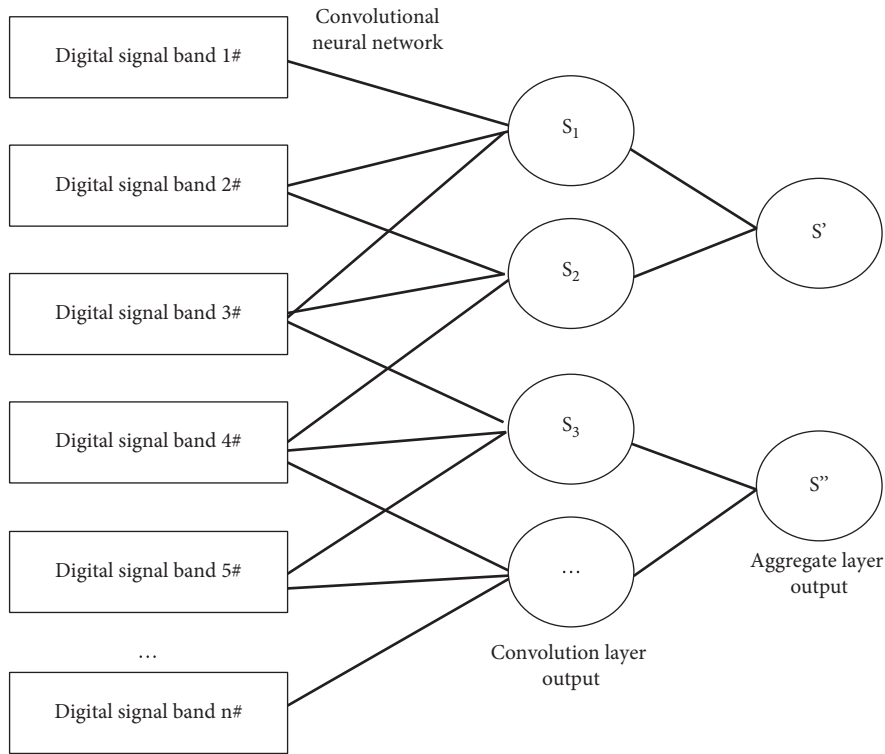 Convolutional
neural network
Digital signal band 1#
Digital signal band 2#
Digital signal band 3#
Digital signal band 4#
Digital signal band 5#
…
Digital signal band n#
S₁
S₂
S₃
…
Convolution layer
output
S'
S’’
Aggregate layer
output